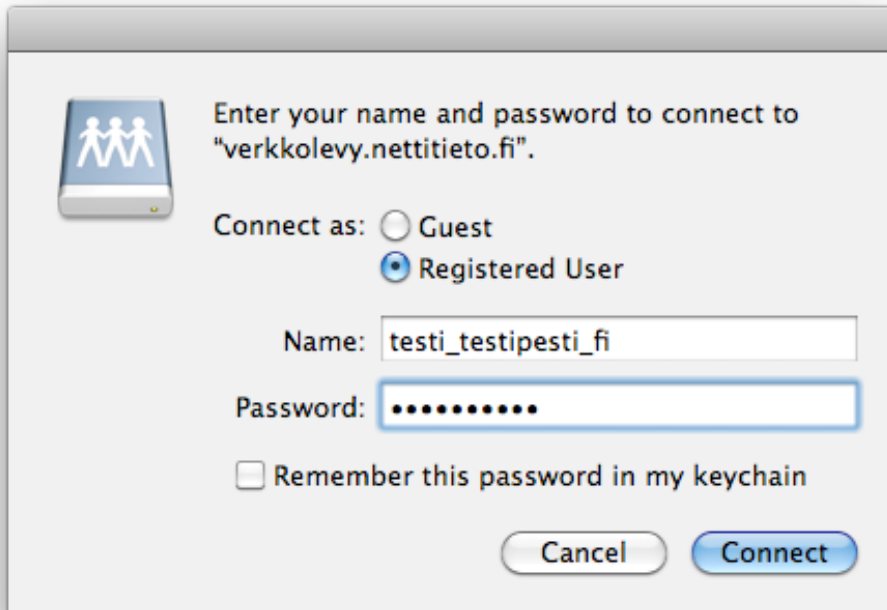 Enter your name and password to connect to
“verkkolevy.nettitieto.fi”.
Connect as: Guest
Registered User
Name: testi_testipesti_fi
Password: ••••••••••
Remember this password in my keychain
Cancel Connect